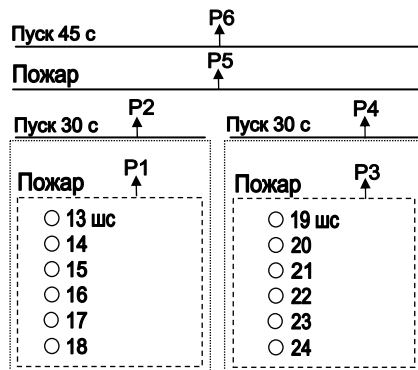 P6
Пуск 45 с
P5
Пожар
P2
P4
Пуск 30 с
Пуск 30 с
P1
P3
Пожар
Пожар
13 шс
14
15
16
17
18
19 шс
20
21
22
23
24